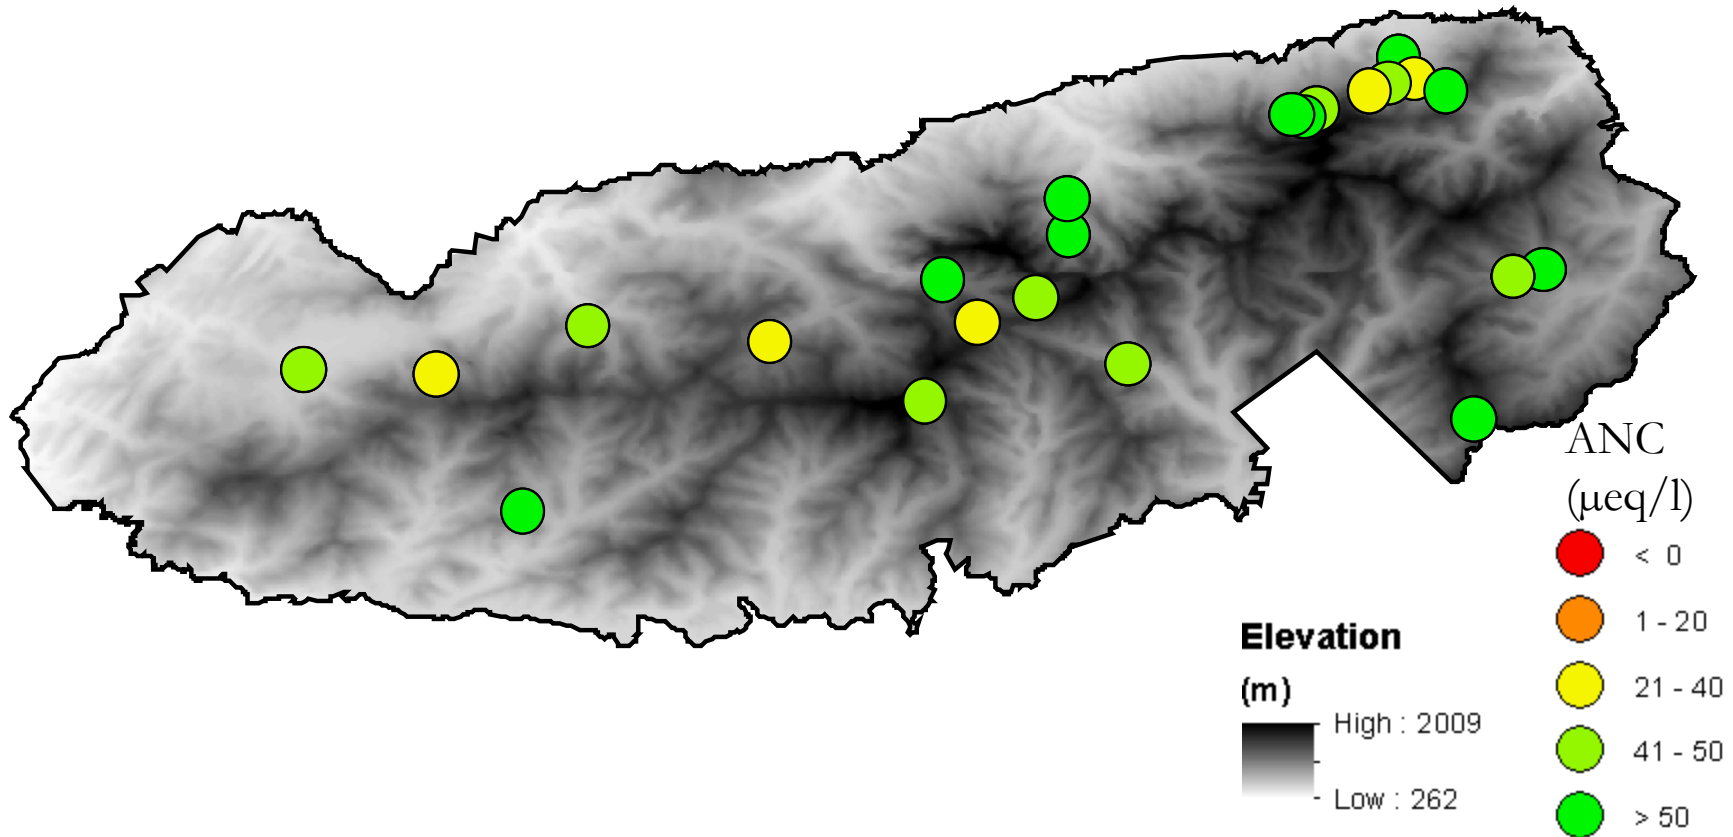 ANC
(μeq/l)
< 0
1 - 20
21 - 40
41 - 50
> 50
Elevation
(m)
High : 2009
Low : 262